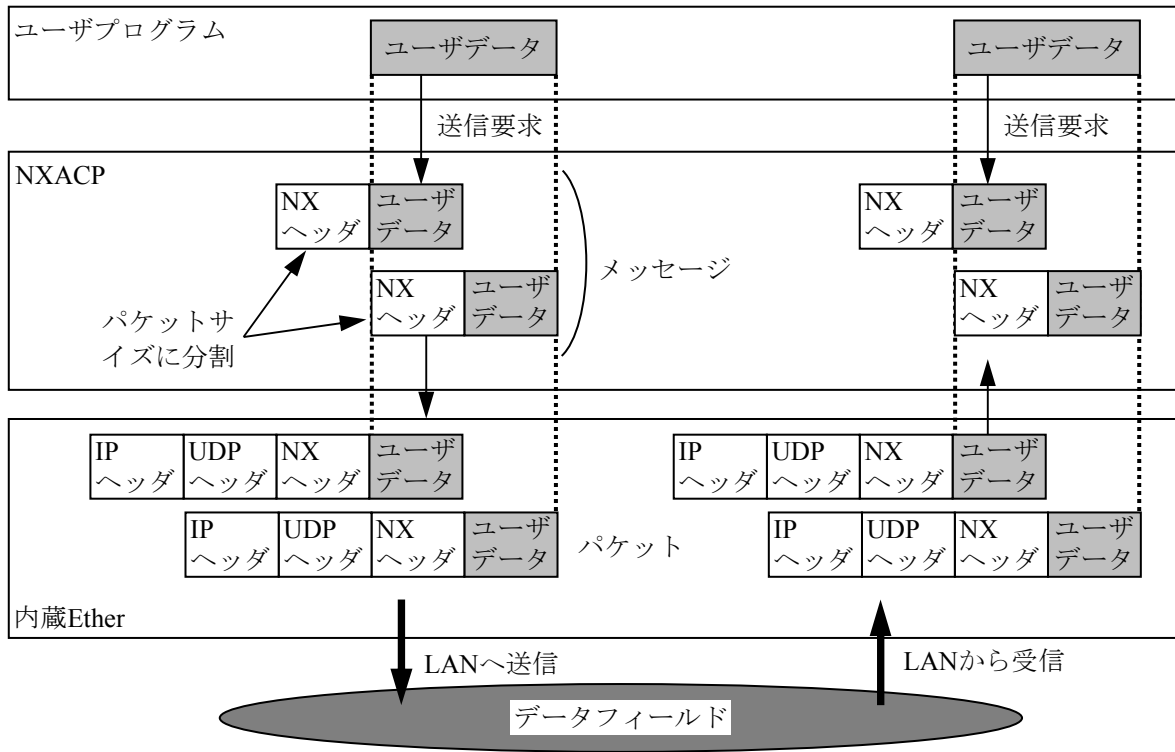 ユーザプログラム
ユーザデータ
ユーザデータ
送信要求
送信要求
NXACP
NX
ヘッダ
ユーザ
データ
NX
ヘッダ
ユーザ
データ
パケットサ
イズに分割
メッセージ
NX
ヘッダ
ユーザ
データ
NX
ヘッダ
ユーザ
データ
IP
ヘッダ
UDP
ヘッダ
NX
ヘッダ
ユーザ
データ
IP
ヘッダ
UDP
ヘッダ
NX
ヘッダ
ユーザ
データ
パケット
IP
ヘッダ
UDP
ヘッダ
NX
ヘッダ
ユーザ
データ
IP
ヘッダ
UDP
ヘッダ
NX
ヘッダ
ユーザ
データ
内蔵Ether
LANへ送信
LANから受信
データフィールド